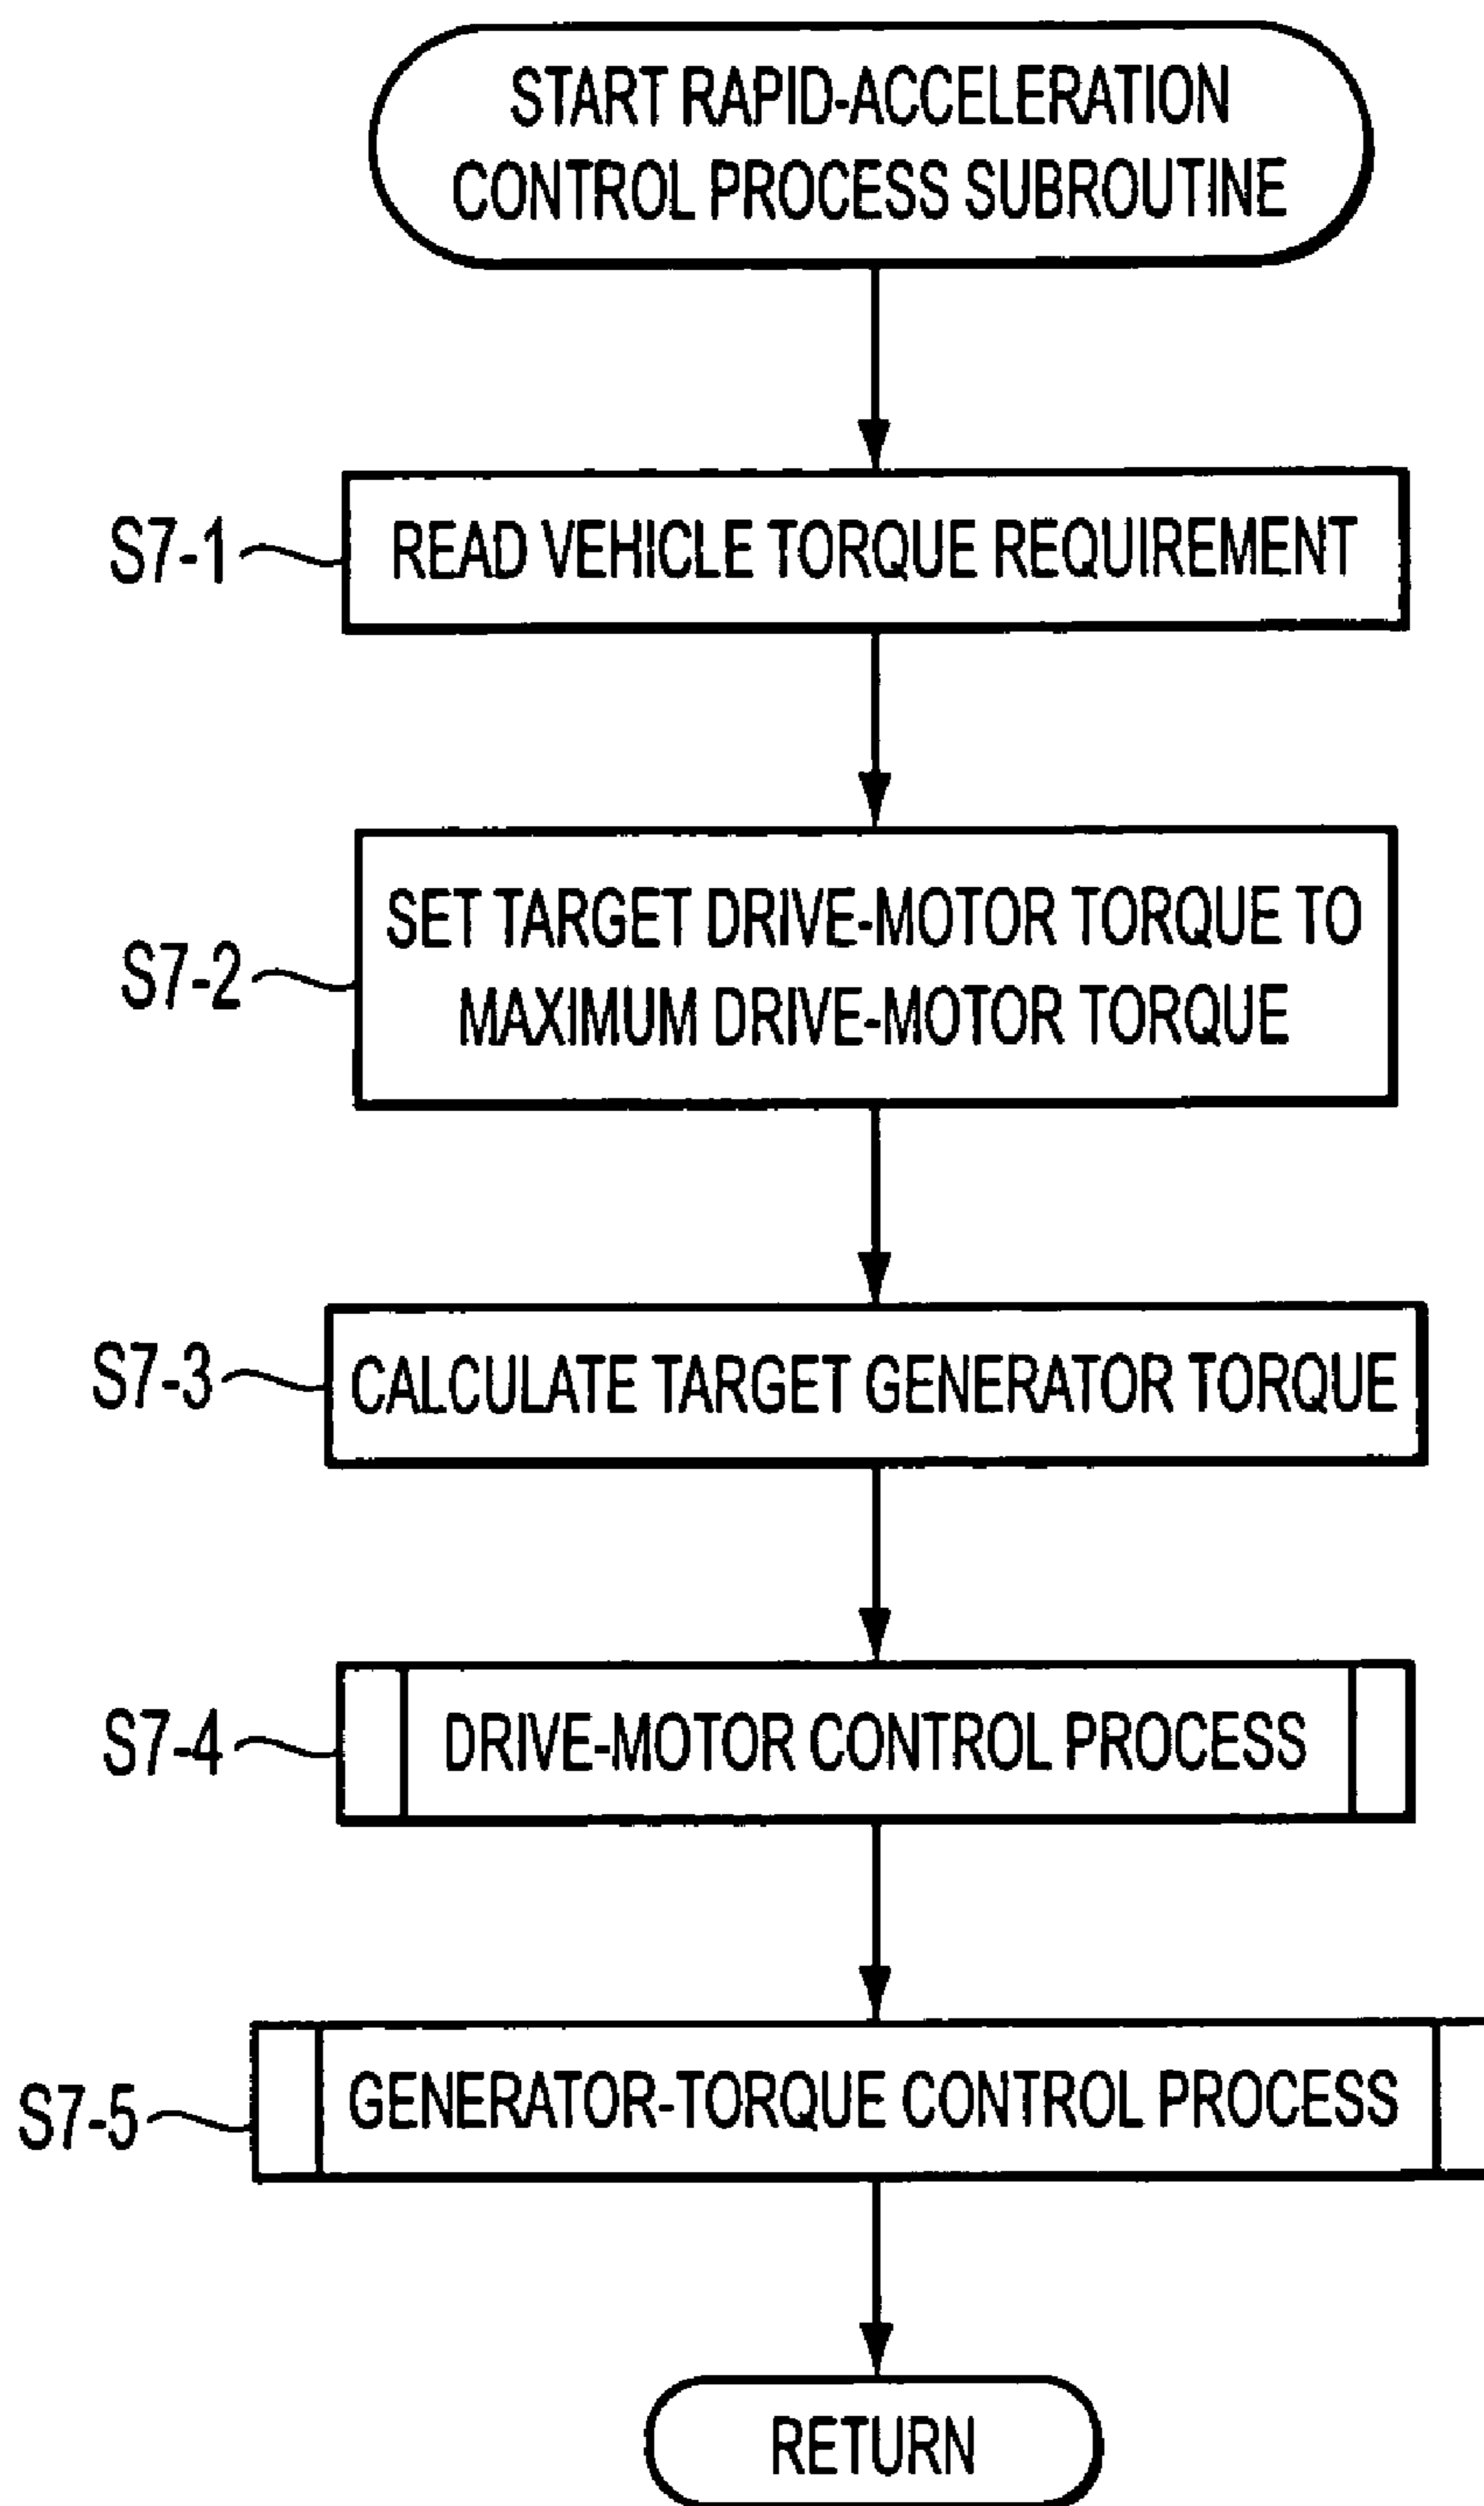 START RAPID-ACCELERATION
CONTROL PROCESS SUBROUTINE
S7-1
READ VEHICLE TORQUE REQUIREMENT
S7-2
SET TARGET DRIVE-MOTOR TORQUE TO
MAXIMUM DRIVE-MOTOR TORQUE
S7-3
CALCULATE TARGET GENERATOR TORQUE
S7-4
DRIVE-MOTOR CONTROL PROCESS
S7-5
GENERATOR-TORQUE CONTROL PROCESS
RETURN